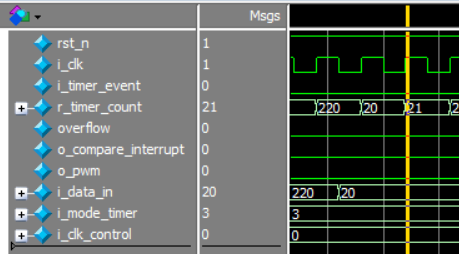 Msgs
rst_n 1
i_clk 1
i_timer_event 0
r_timer_count 21 220 20 21 2
overflow 0
o_compare_interrupt 0
o_pwm 0
i_data_in 20 220 20
i_mode_timer 3 3
i_clk_control 0 0